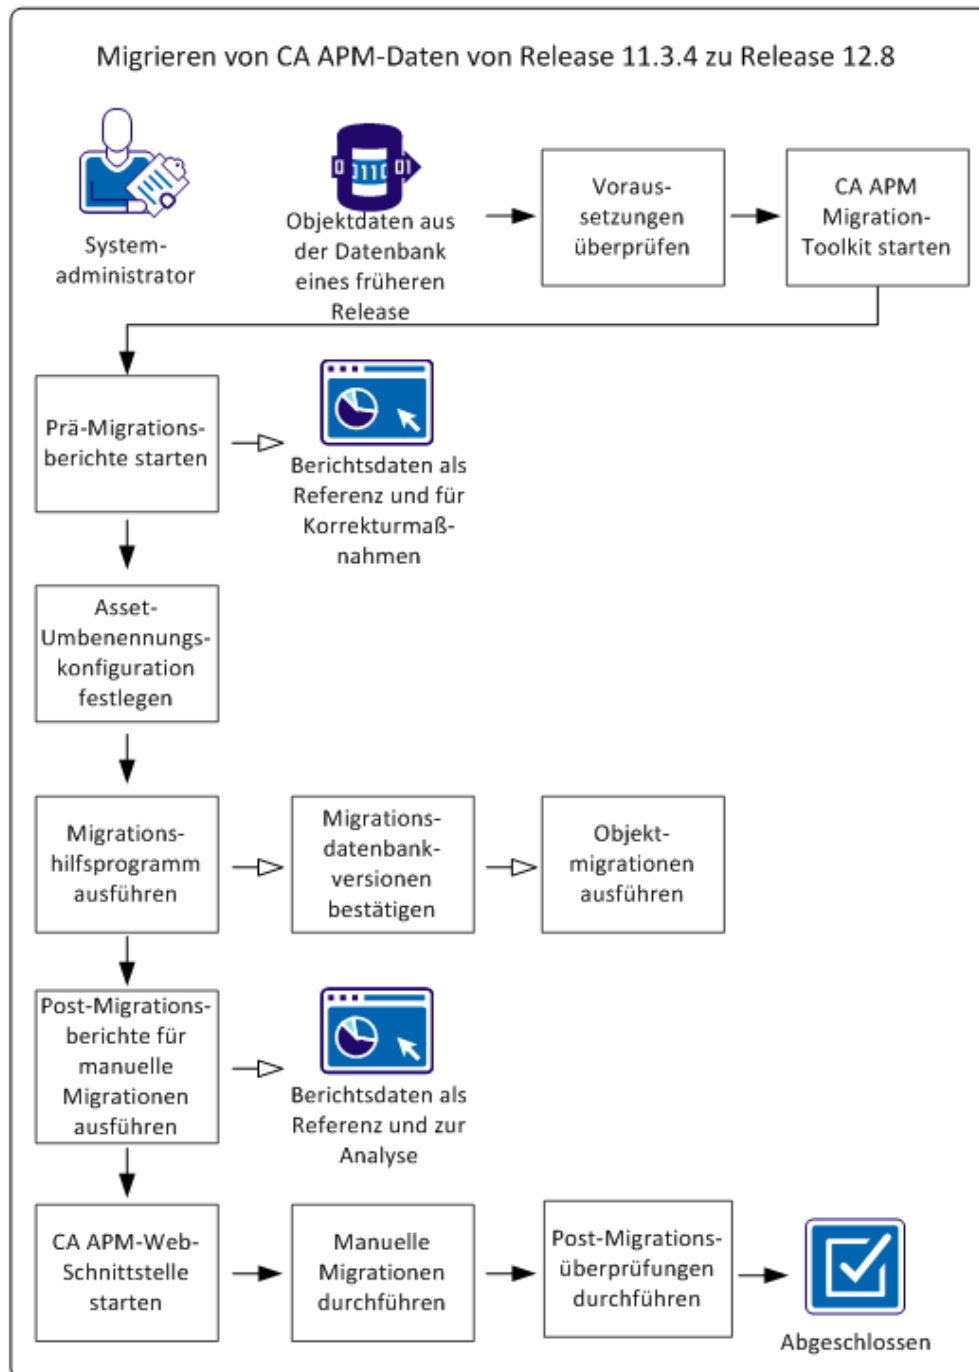 Migrieren von CA APM-Daten von Release 11.3.4 zu Release 12.8
System-
administrator
0 0110 01
Objektdaten aus
der Datenbank
eines früheren
Release
Voraus-
setzungen
überprüfen
CA APM
Migration-
Toolkit starten
Prä-Migrations-
berichte starten
Berichtsdaten als
Referenz und für
Korrekturmaß-
nahmen
Asset-
Umbenennungs-
konfiguration
festlegen
Migrations-
hilfsprogramm
ausführen
Migrations-
datenbank-
versionen
bestätigen
Objekt-
migrationen
ausführen
Post-Migrations-
berichte für
manuelle
Migrationen
ausführen
Berichtsdaten als
Referenz und zur
Analyse
CA APM-Web-
Schnittstelle
starten
Manuelle
Migrationen
durchführen
Post-Migrations-
überprüfungen
durchführen
Abgeschlossen